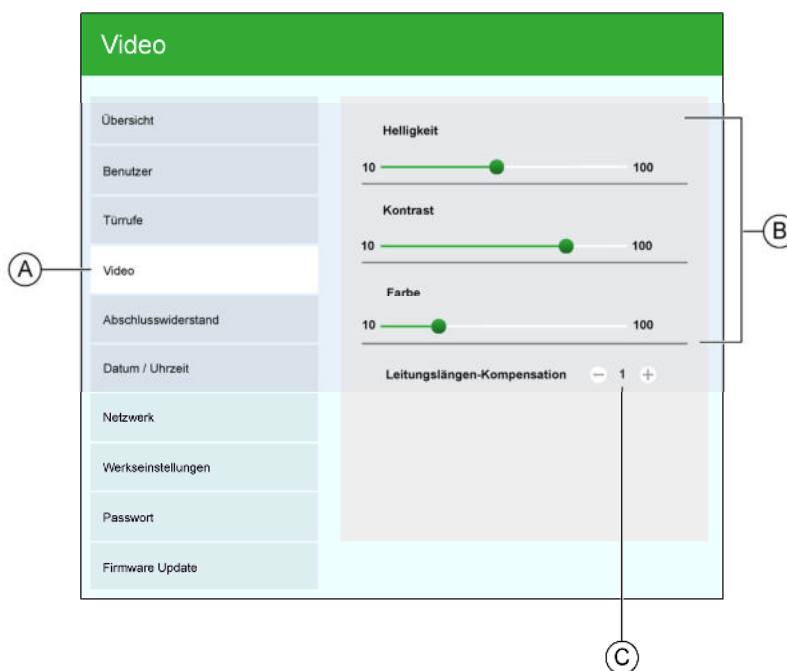 Video
Übersicht
Benutzer
Türrufe
Video
Abschlusswiderstand
Datum / Uhrzeit
Netzwerk
Werkseinstellungen
Passwort
Firmware Update
Helligkeit
10 100
Kontrast
10 100
Farbe
10 100
Leitungslängen-Kompensation − 1 +
A
B
C